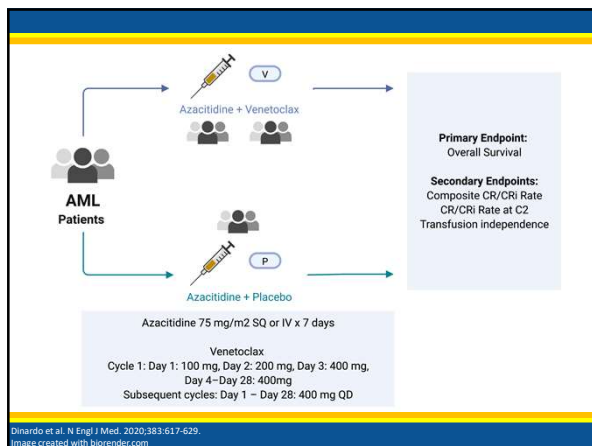 V
Azacitidine + Venetoclax
AML
Patients
P
Azacitidine + Placebo
Primary Endpoint:
Overall Survival
Secondary Endpoints:
Composite CR/CRi Rate
CR/CRi Rate at C2
Transfusion independence
Azacitidine 75 mg/m2 SQ or IV x 7 days
Venetoclax
Cycle 1: Day 1: 100 mg, Day 2: 200 mg, Day 3: 400 mg,
Day 4–Day 28: 400mg
Subsequent cycles: Day 1 – Day 28: 400 mg QD
Dinardo et al. N Engl J Med. 2020;383:617-629.
Image created with biorender.com